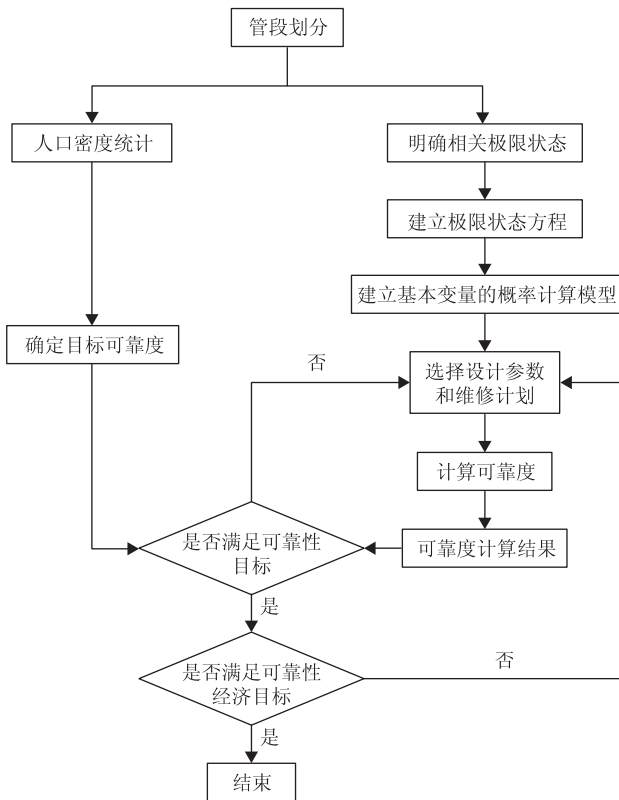 管段划分
人口密度统计
明确相关极限状态
建立极限状态方程
建立基本变量的概率计算模型
确定目标可靠度
否
选择设计参数
和维修计划
计算可靠度
是否满足可靠性
目标
可靠度计算结果
是
是否满足可靠性
经济目标
否
是
结束